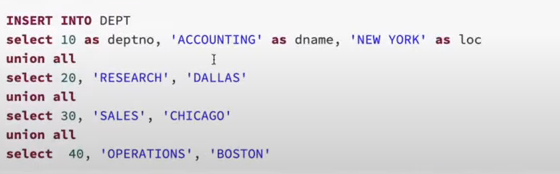 INSERT INTO DEPT
select 10 as deptno, 'ACCOUNTING' as dname, 'NEW YORK' as loc
union all
select 20, 'RESEARCH', 'DALLAS'
union all
select 30, 'SALES', 'CHICAGO'
union all
select  40, 'OPERATIONS', 'BOSTON'